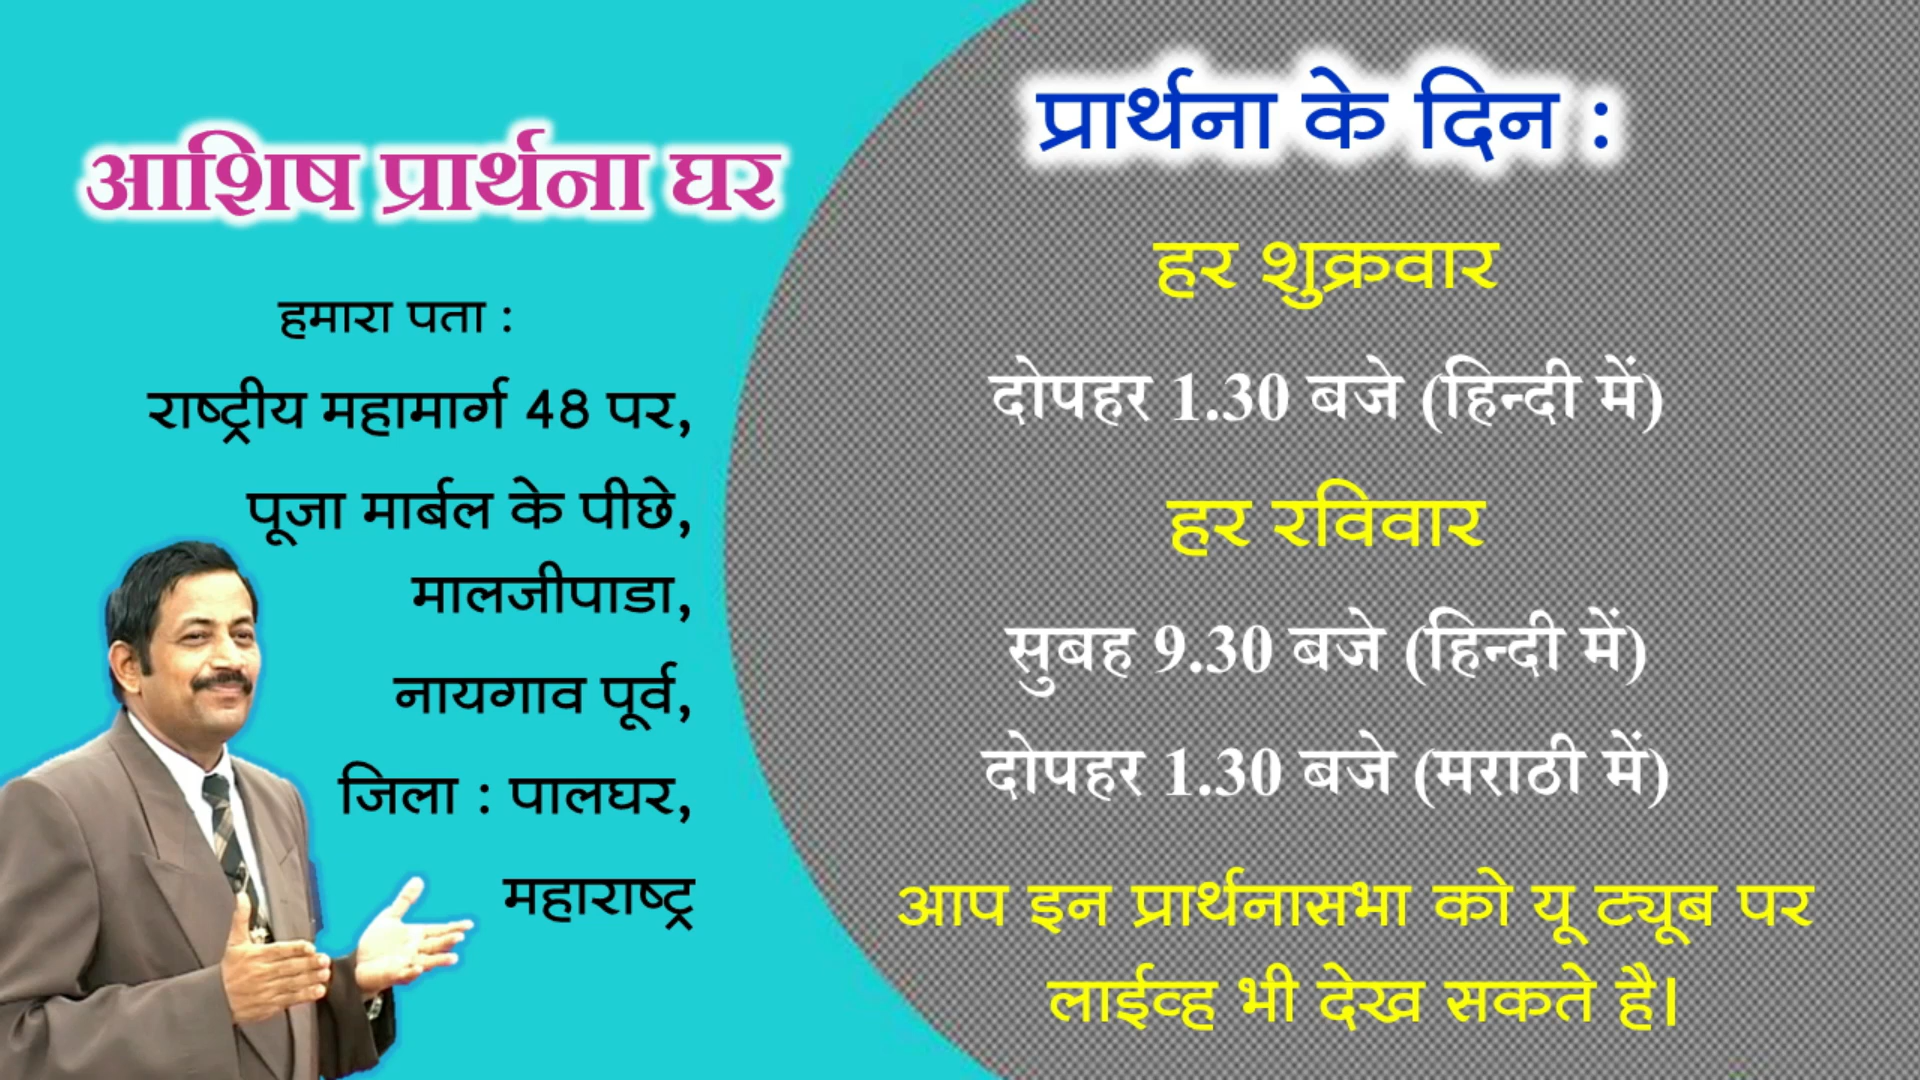 आशिष प्रार्थना घर
हमारा पता :
राष्ट्रीय महामार्ग 48 पर,
पूजा मार्बल के पीछे,
मालजीपाडा,
नायगाव पूर्व,
जिला : पालघर,
महाराष्ट्र
प्रार्थना के दिन :
हर शुक्रवार
दोपहर 1.30 बजे (हिन्दी में)
हर रविवार
सुबह 9.30 बजे (हिन्दी में)
दोपहर 1.30 बजे (मराठी में)
आप इन प्रार्थनासभा को यू ट्यूब पर
लाईव्ह भी देख सकते है।